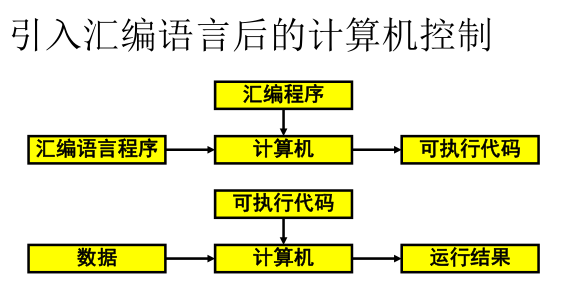 引入汇编语言后的计算机控制
汇编程序
汇编语言程序
计算机
可执行代码
可执行代码
数据
计算机
运行结果